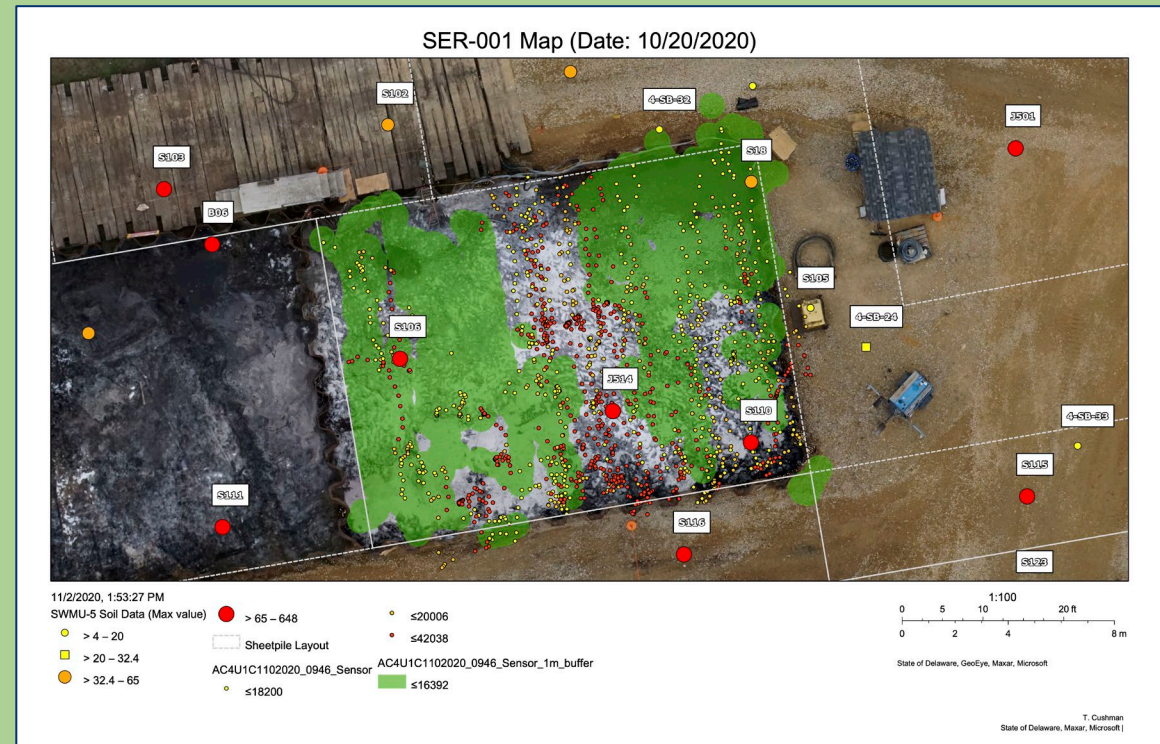 SER-001 Map (Date: 10/20/2020)
S102
4-SB-32
J501
S103
S18
B06
S105
4-SB-24
S106
J514
S110
4-SB-33
S115
S111
S116
S123
11/2/2020, 1:53:27 PM
SWMU-5 Soil Data (Max value)
> 4 – 20
> 20 – 32.4
> 32.4 – 65
> 65 – 648
Sheetpile Layout
AC4U1C1102020_0946_Sensor
≤18200
≤20006
≤42038
AC4U1C1102020_0946_Sensor_1m_buffer
≤16392
1:100
0 5 10 20 ft
0 2 4 8 m
State of Delaware, GeoEye, Maxar, Microsoft
T. Cushman
State of Delaware, Maxar, Microsoft |